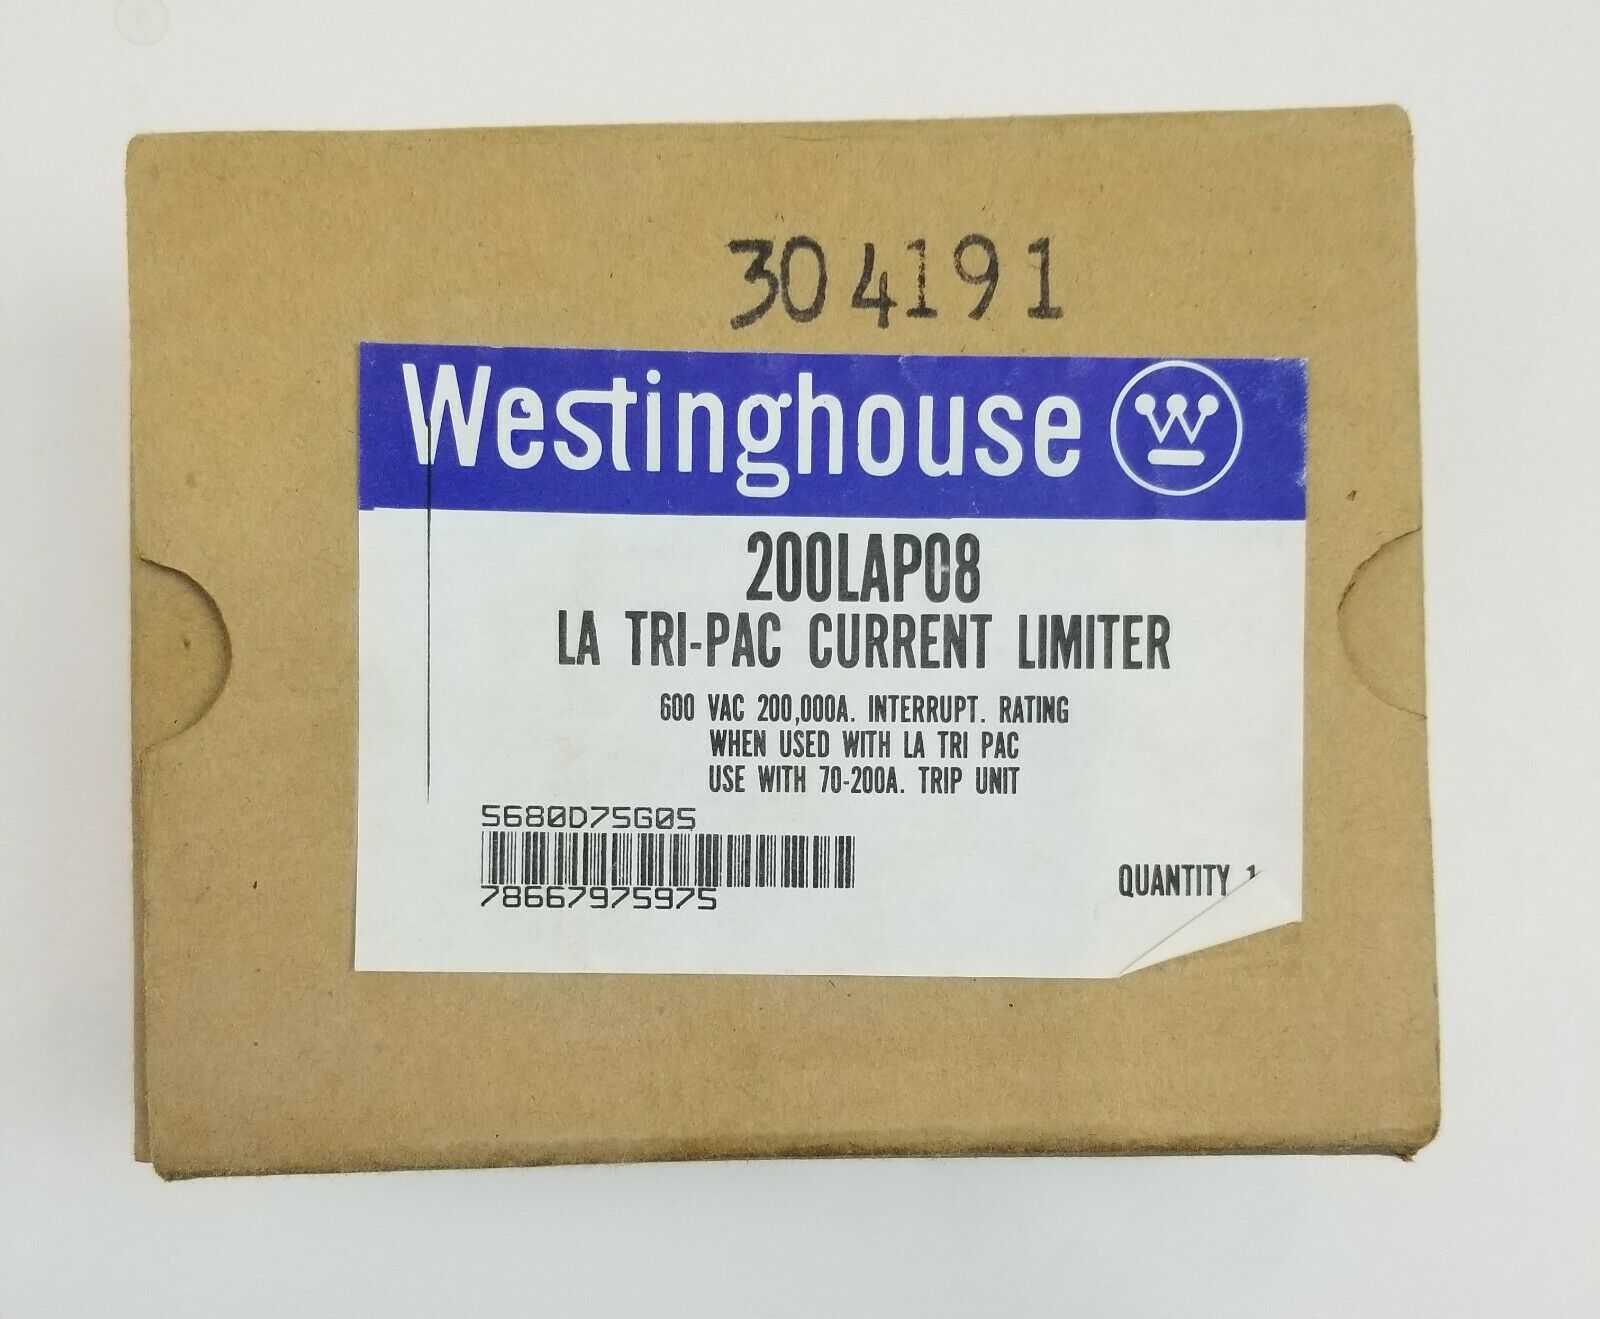 304191
Westinghouse W
200LAP08
LA TRI-PAC CURRENT LIMITER
600 VAC 200,000A. INTERRUPT. RATING
WHEN USED WITH LA TRI PAC
USE WITH 70-200A. TRIP UNIT
5680D75G05
78667975975
QUANTITY 1